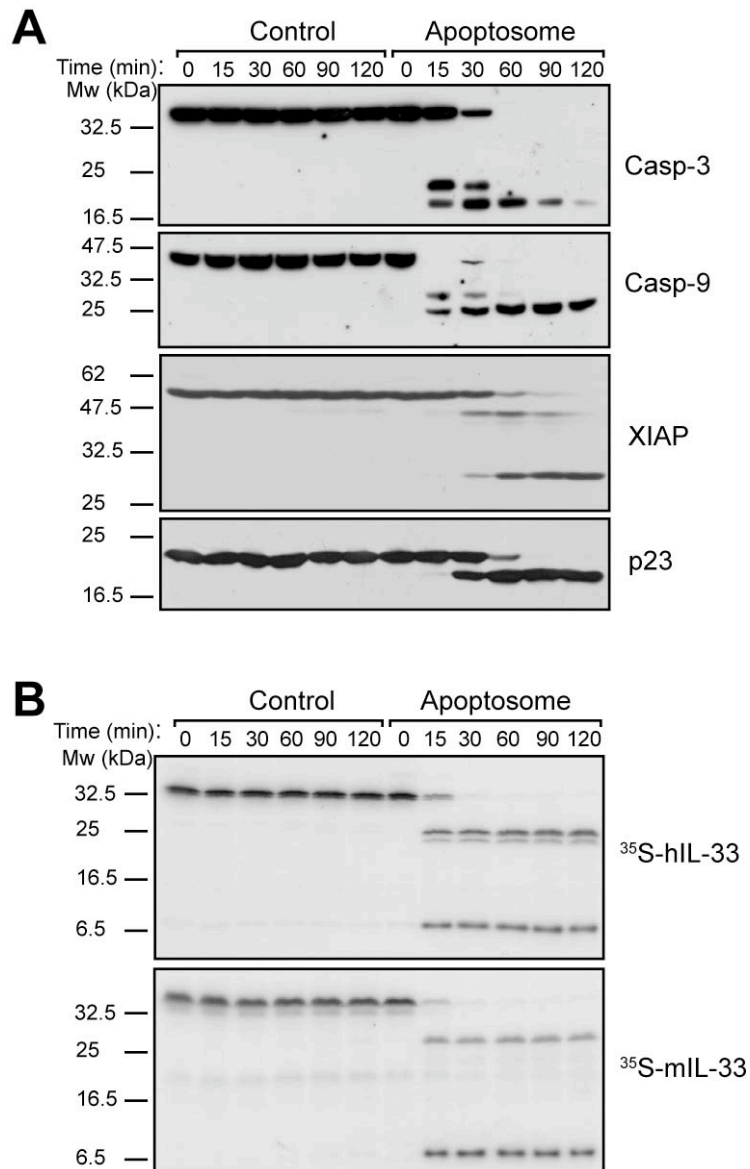 A
Control Apoptosome
Time (min): 0 15 30 60 90 120 0 15 30 60 90 120
Mw (kDa)
32.5
25
16.5
Casp-3
47.5
32.5
25
Casp-9
62
47.5
32.5
25
XIAP
25
16.5
p23
B
Control Apoptosome
Time (min): 0 15 30 60 90 120 0 15 30 60 90 120
Mw (kDa)
32.5
25
16.5
6.5
³⁵S-hIL-33
32.5
25
16.5
6.5
³⁵S-mIL-33